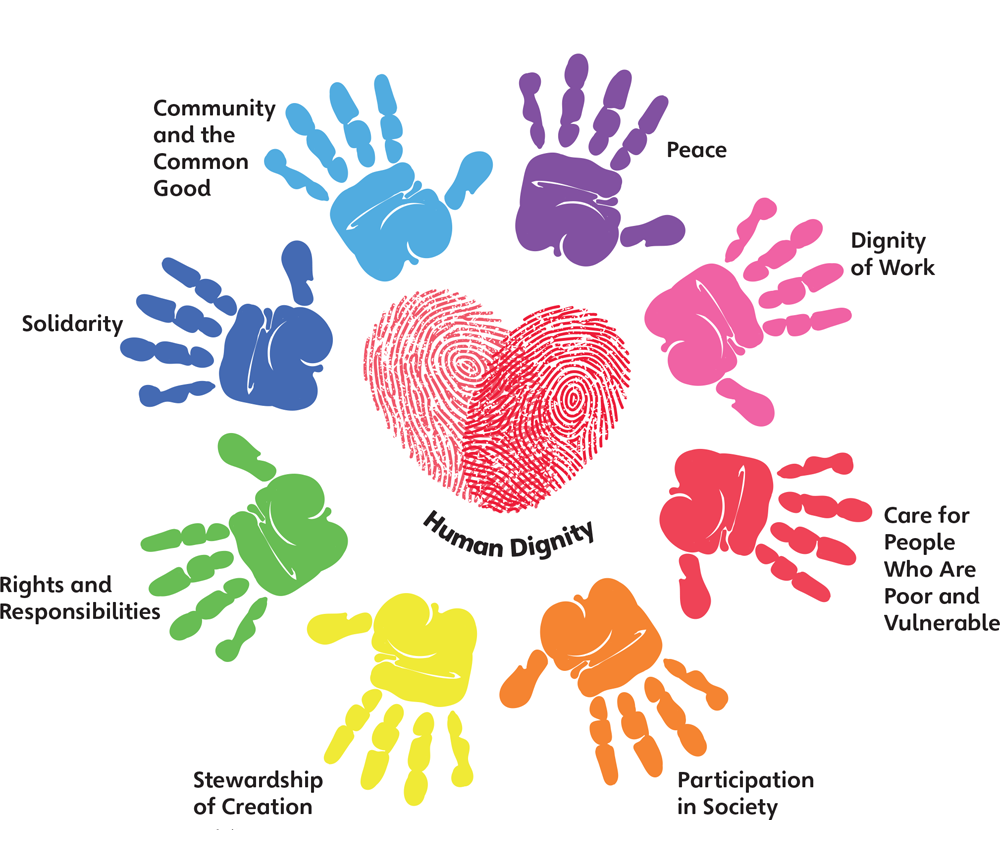 Community
and the
Common
Good
Peace
Dignity
of Work
Solidarity
Human Dignity
Care for
People
Who Are
Poor and
Vulnerable
Rights and
Responsibilities
Stewardship
of Creation
Participation
in Society